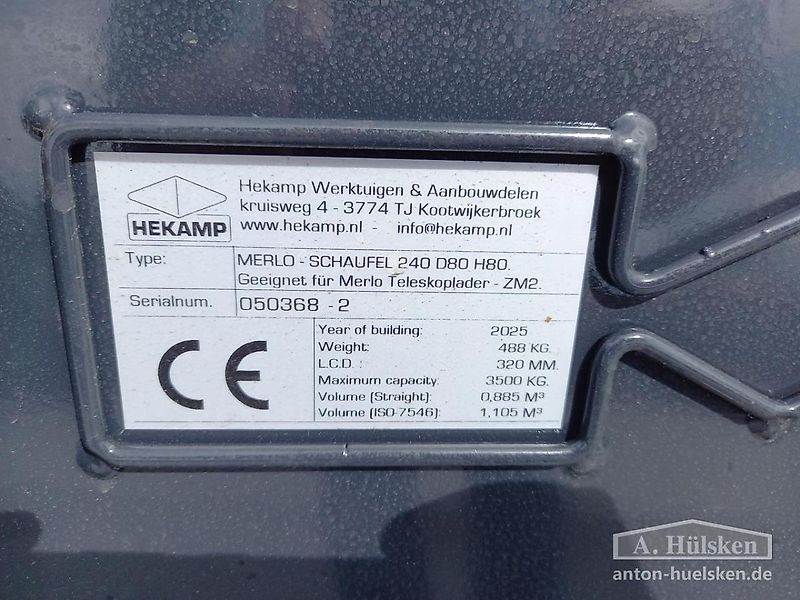 HEKAMP
Hekamp Werktuigen & Aanbouwdelen
kruisweg 4 - 3774 TJ Kootwijkerbroek
www.hekamp.nl - info@hekamp.nl
Type: MERLO - SCHAUFEL 240 D80 H80.
Geeignet für Merlo Teleskoplader - ZM2.
Serialnum. 050368 - 2
CE
Year of building: 2025
Weight: 488 KG.
L.C.D.: 320 MM.
Maximum capacity: 3500 KG.
Volume (Straight): 0,885 M³
Volume (ISO-7546): 1,105 M³
A. Hülsken
anton-huelsken.de